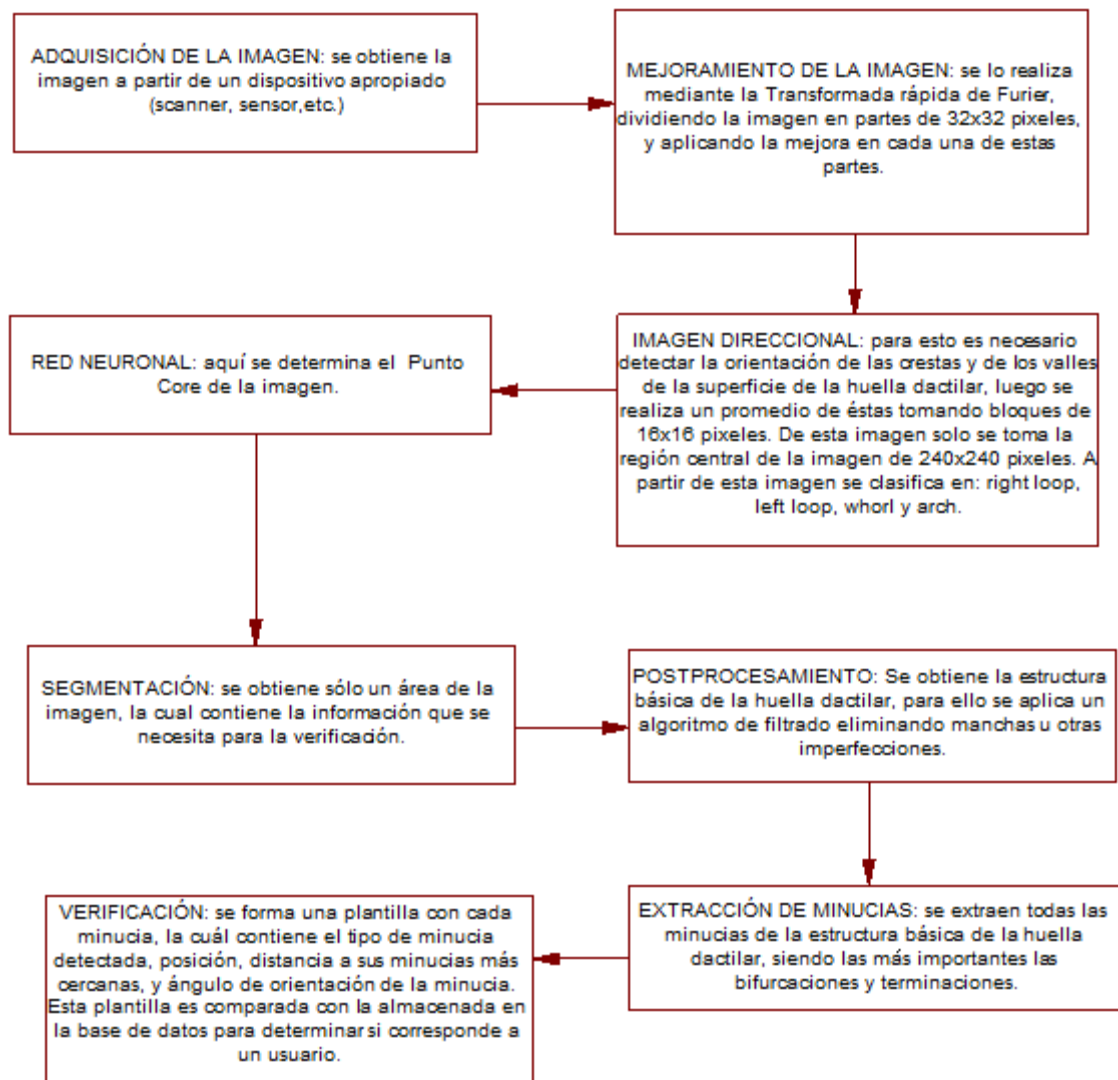 ADQUISICIÓN DE LA IMAGEN: se obtiene la
imagen a partir de un dispositivo apropiado
(scanner, sensor,etc.)
MEJORAMIENTO DE LA IMAGEN: se lo realiza
mediante la Transformada rápida de Furier,
dividiendo la imagen en partes de 32x32 pixeles,
y aplicando la mejora en cada una de estas
partes.
IMAGEN DIRECCIONAL: para esto es necesario
detectar la orientación de las crestas y de los valles
de la superficie de la huella dactilar, luego se
realiza un promedio de éstas tomando bloques de
16x16 pixeles. De esta imagen solo se toma la
región central de la imagen de 240x240 pixeles. A
partir de esta imagen se clasifica en: right loop,
left loop, whorl y arch.
RED NEURONAL: aquí se determina el Punto
Core de la imagen.
SEGMENTACIÓN: se obtiene sólo un área de la
imagen, la cual contiene la información que se
necesita para la verificación.
POSTPROCESAMIENTO: Se obtiene la estructura
básica de la huella dactilar, para ello se aplica un
algoritmo de filtrado eliminando manchas u otras
imperfecciones.
EXTRACCIÓN DE MINUCIAS: se extraen todas las
minucias de la estructura básica de la huella
dactilar, siendo las más importantes las
bifurcaciones y terminaciones.
VERIFICACIÓN: se forma una plantilla con cada
minucia, la cuál contiene el tipo de minucia
detectada, posición, distancia a sus minucias más
cercanas, y ángulo de orientación de la minucia.
Esta plantilla es comparada con la almacenada en
la base de datos para determinar si corresponde a
un usuario.